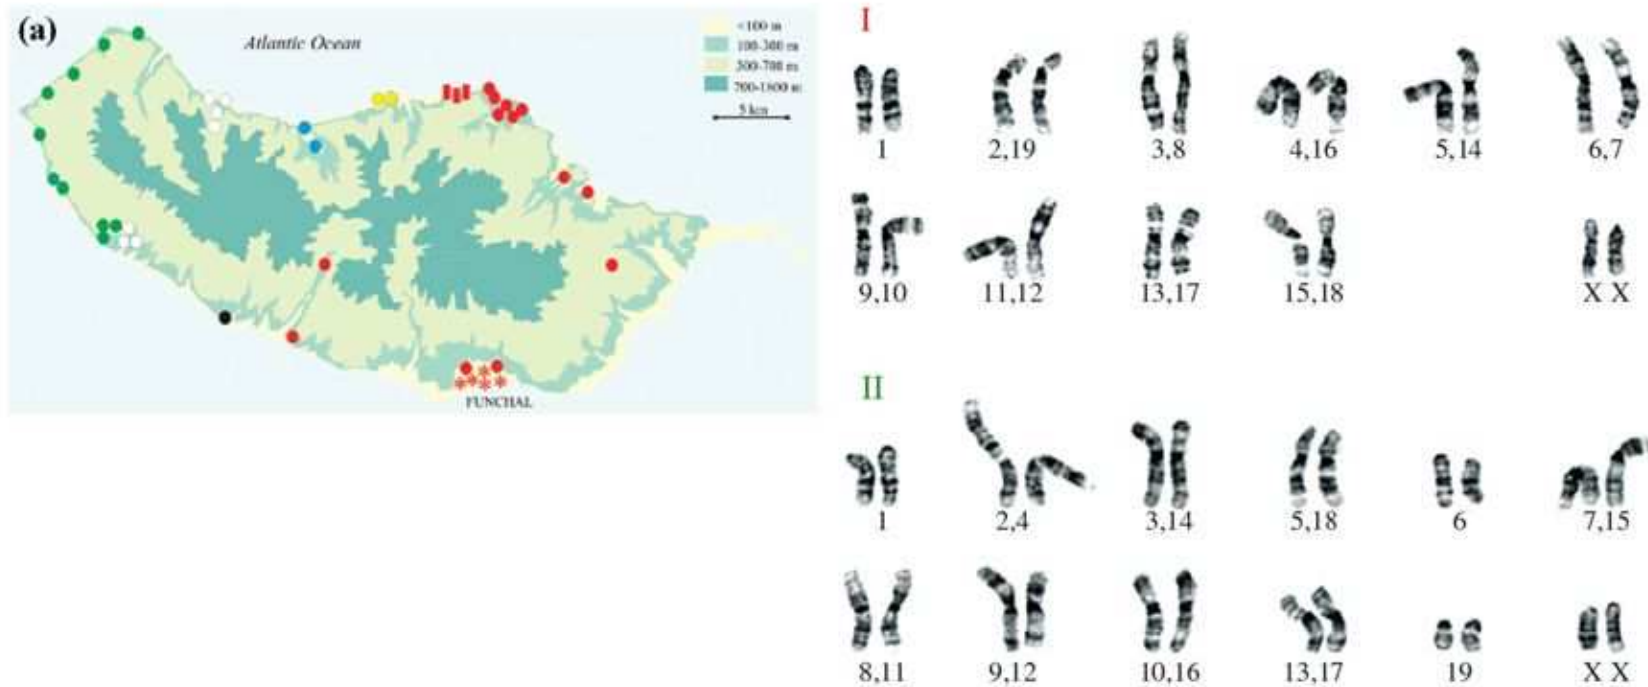 (a)
Atlantic Ocean
<100 m
100-300 m
300-700 m
700-1800 m
5 km
FUNCHAL
I
1 2,19 3,8 4,16 5,14 6,7
9,10 11,12 13,17 15,18 X X
II
1 2,4 3,14 5,18 6 7,15
8,11 9,12 10,16 13,17 19 X X